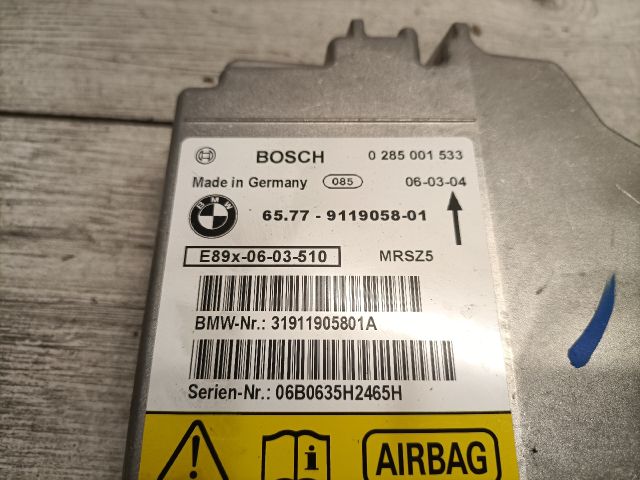 BOSCH 0 285 001 533
Made in Germany 085 06-03-04
BMW 65.77 - 9119058-01
E89x-06-03-510 MRSZ5
BMW-Nr.: 31911905801A
Serien-Nr.: 06B0635H2465H
! i AIRBAG